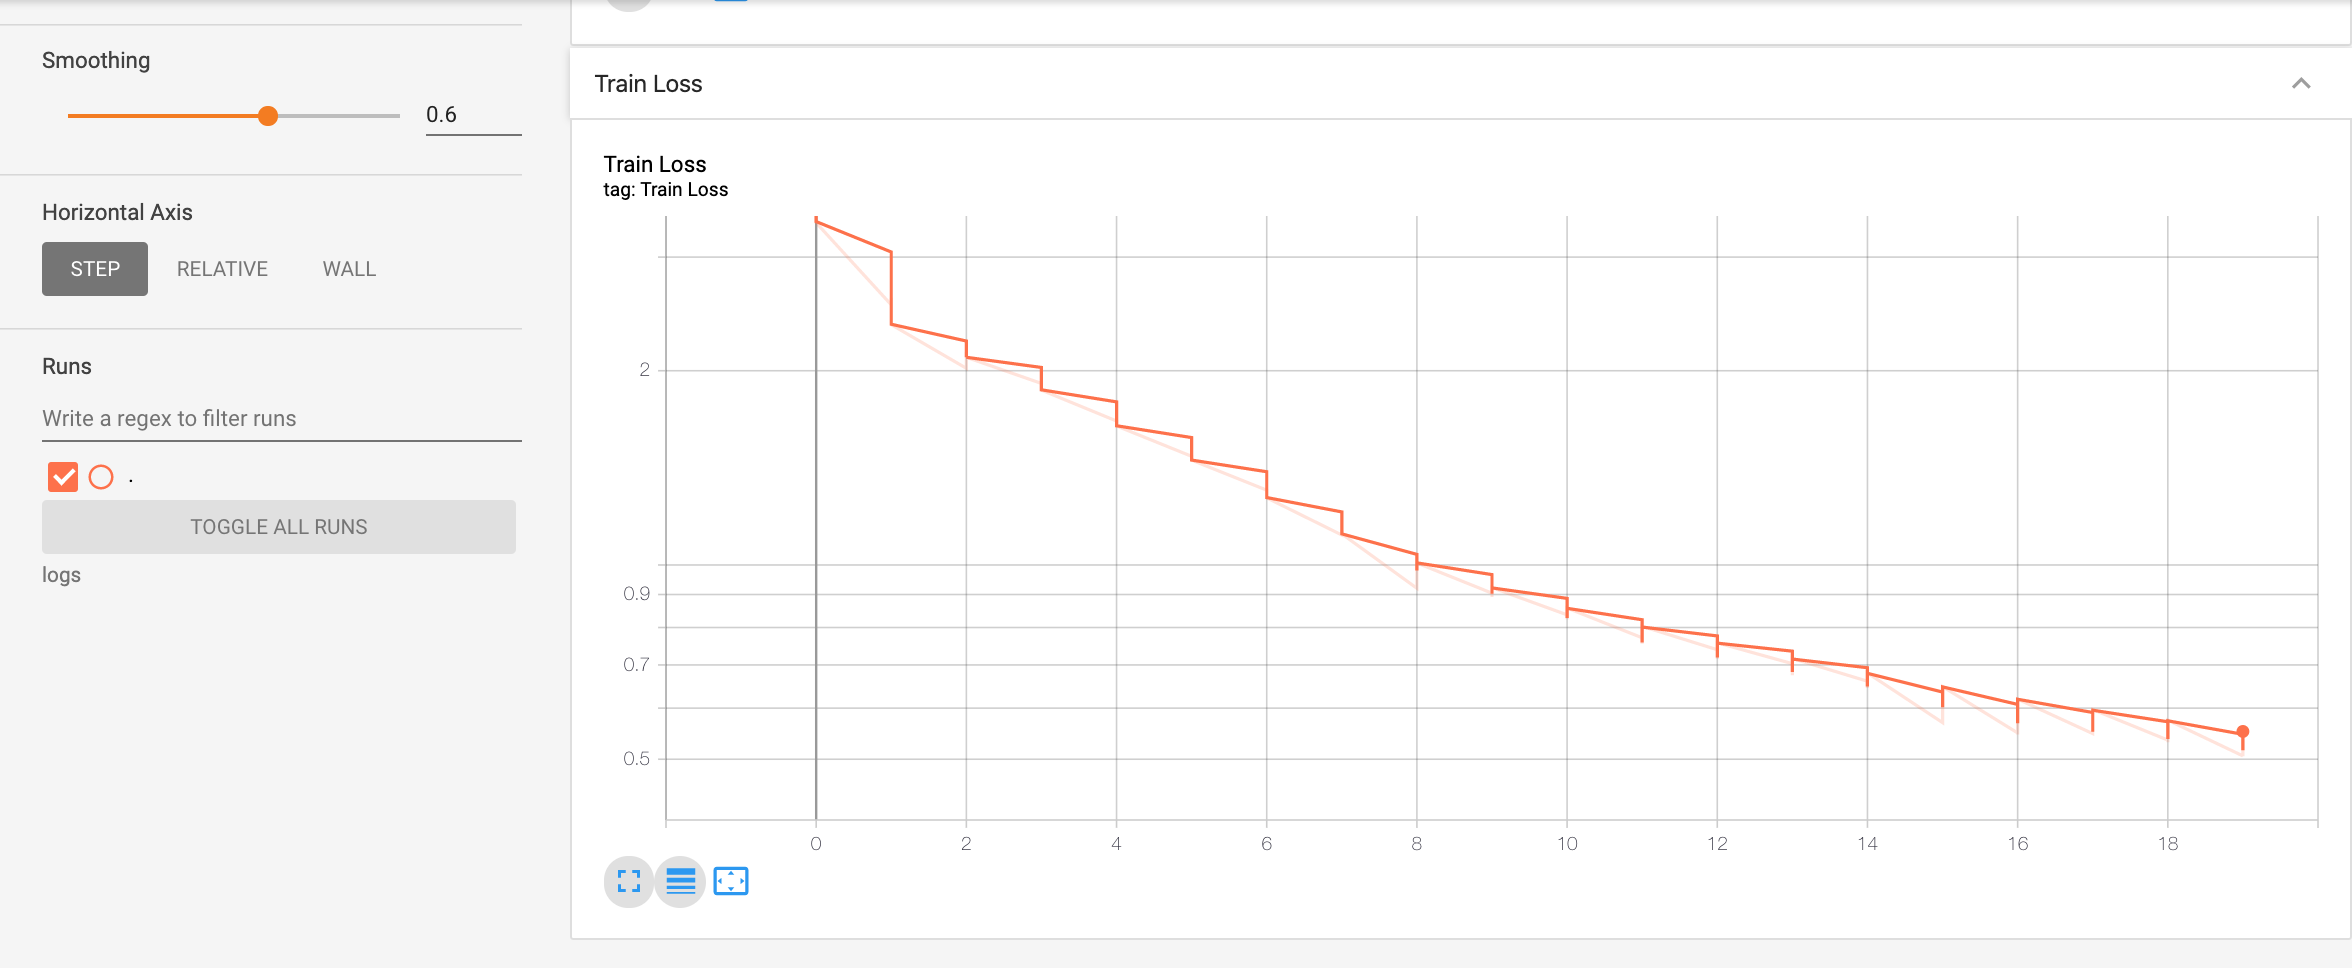 Smoothing
0.6
Horizontal Axis
STEP RELATIVE WALL
Runs
Write a regex to filter runs
.
TOGGLE ALL RUNS
logs
Train Loss
Train Loss
tag: Train Loss
2
0.9
0.7
0.5
0 2 4 6 8 10 12 14 16 18